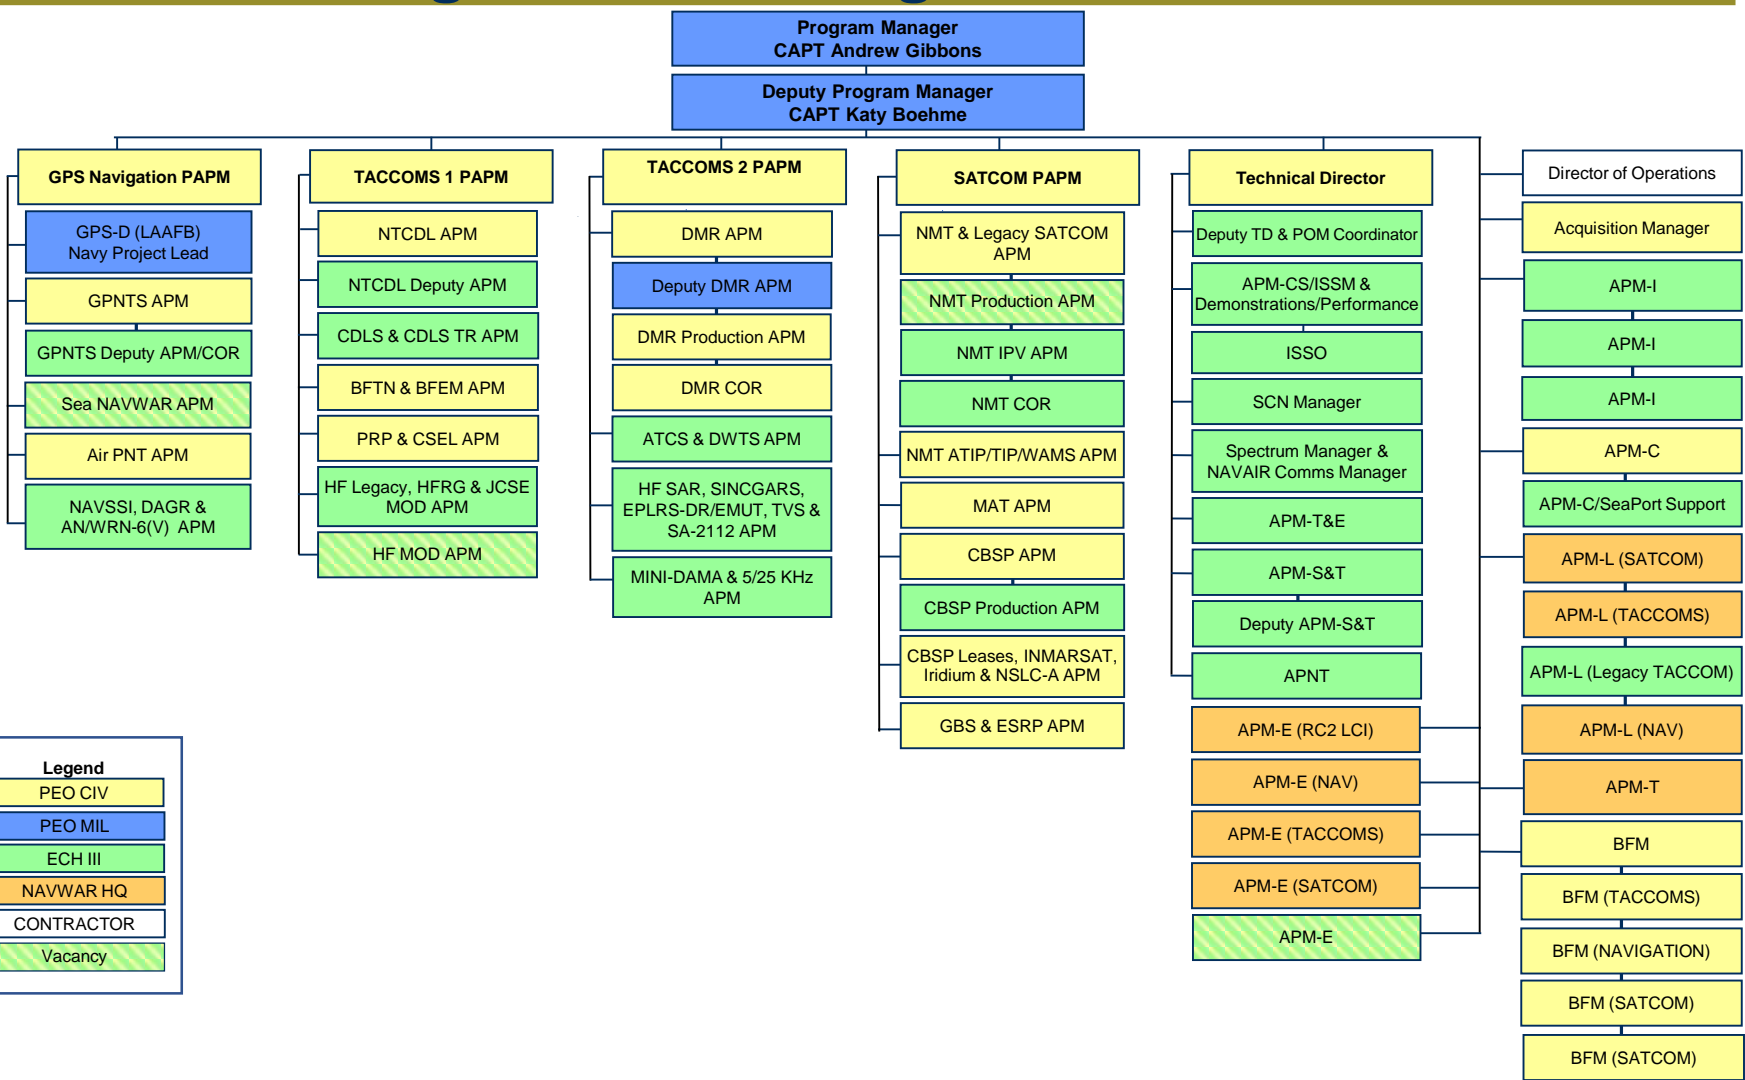 Program Manager
CAPT Andrew Gibbons
Deputy Program Manager
CAPT Katy Boehme
GPS Navigation PAPM
GPS-D (LAAFB)
Navy Project Lead
GPNTS APM
GPNTS Deputy APM/COR
Sea NAVWAR APM
Air PNT APM
NAVSSI, DAGR &
AN/WRN-6(V) APM
TACCOMS 1 PAPM
NTCDL APM
NTCDL Deputy APM
CDLS & CDLS TR APM
BFTN & BFEM APM
PRP & CSEL APM
HF Legacy, HFRG & JCSE
MOD APM
HF MOD APM
TACCOMS 2 PAPM
DMR APM
Deputy DMR APM
DMR Production APM
DMR COR
ATCS & DWTS APM
HF SAR, SINCGARS,
EPLRS-DR/EMUT, TVS &
SA-2112 APM
MINI-DAMA & 5/25 KHz
APM
SATCOM PAPM
NMT & Legacy SATCOM
APM
NMT Production APM
NMT IPV APM
NMT COR
NMT ATIP/TIP/WAMS APM
MAT APM
CBSP APM
CBSP Production APM
CBSP Leases, INMARSAT,
Iridium & NSLC-A APM
GBS & ESRP APM
Technical Director
Deputy TD & POM Coordinator
APM-CS/ISSM &
Demonstrations/Performance
ISSO
SCN Manager
Spectrum Manager &
NAVAIR Comms Manager
APM-T&E
APM-S&T
Deputy APM-S&T
APNT
APM-E (RC2 LCI)
APM-E (NAV)
APM-E (TACCOMS)
APM-E (SATCOM)
APM-E
Director of Operations
Acquisition Manager
APM-I
APM-I
APM-I
APM-C
APM-C/SeaPort Support
APM-L (SATCOM)
APM-L (TACCOMS)
APM-L (Legacy TACCOM)
APM-L (NAV)
APM-T
BFM
BFM (TACCOMS)
BFM (NAVIGATION)
BFM (SATCOM)
BFM (SATCOM)
Legend
PEO CIV
PEO MIL
ECH III
NAVWAR HQ
CONTRACTOR
Vacancy